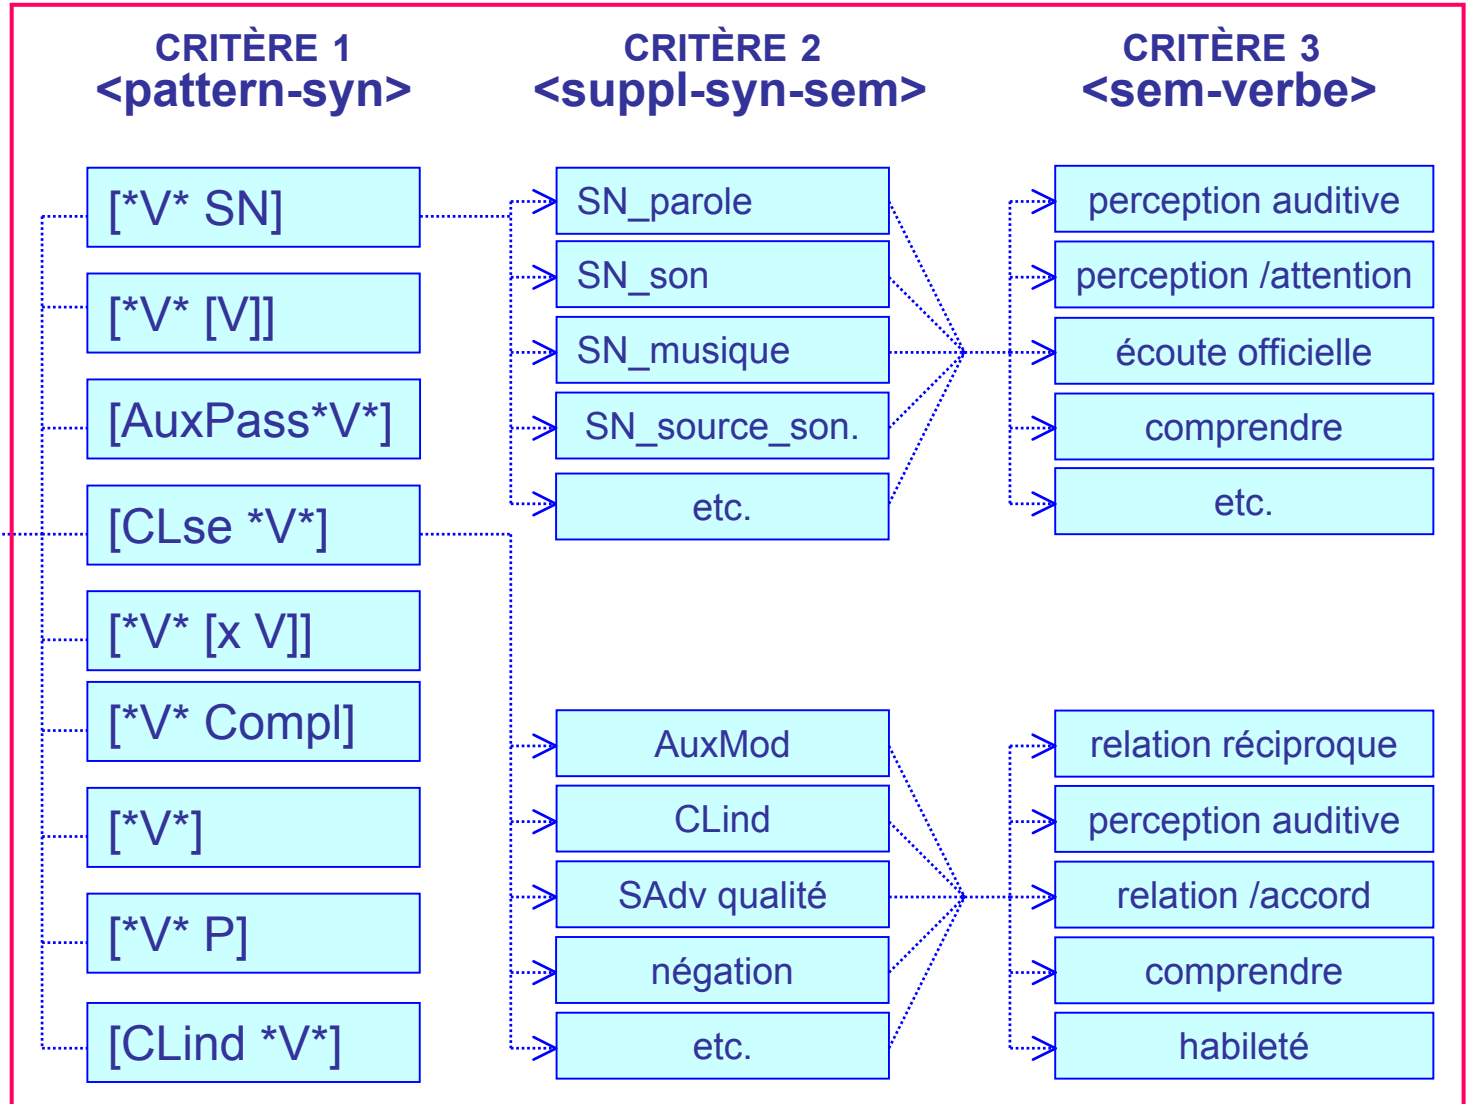 CRITÈRE 1
<pattern-syn>
CRITÈRE 2
<suppl-syn-sem>
CRITÈRE 3
<sem-verbe>
[*V* SN]
[*V* [V]]
[AuxPass*V*]
[CLse *V*]
[*V* [x V]]
[*V* Compl]
[*V*]
[*V* P]
[CLind *V*]
SN_parole
SN_son
SN_musique
SN_source_son.
etc.
AuxMod
CLind
SAdv qualité
négation
etc.
perception auditive
perception /attention
écoute officielle
comprendre
etc.
relation réciproque
perception auditive
relation /accord
comprendre
habileté